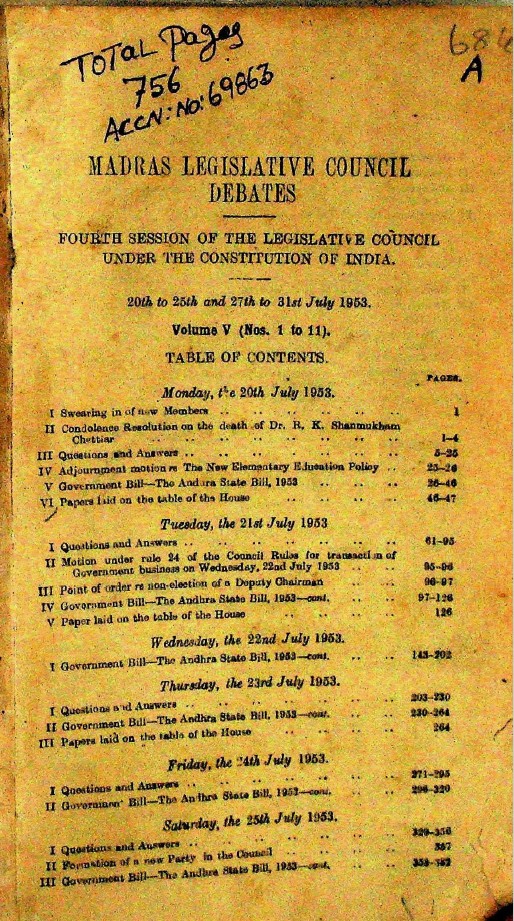 TOTAL Pages
756
ACCN: NO: 69863
684
A
MADRAS LEGISLATIVE COUNCIL
DEBATES
FOURTH SESSION OF THE LEGISLATIVE COUNCIL
UNDER THE CONSTITUTION OF INDIA.
20th to 25th and 27th to 31st July 1953.
Volume V (Nos. 1 to 11).
TABLE OF CONTENTS.
PAGES.
Monday, the 20th July 1953.
I Swearing in of new Members .. .. .. .. .. 1
II Condolence Resolution on the death of Dr. R. K. Shanmukham
Chettiar .. .. .. .. .. .. .. 1-4
III Questions and Answers .. .. .. .. .. .. 5-25
IV Adjournment motion re The New Elementary Education Policy .. 25-26
V Government Bill—The Andhra State Bill, 1953 .. .. .. 26-46
VI Papers laid on the table of the House .. .. .. .. 46-47
Tuesday, the 21st July 1953
I Questions and Answers .. .. .. .. .. .. 61-95
II Motion under rule 24 of the Council Rules for transaction of
Government business on Wednesday, 22nd July 1953 .. .. 95-96
III Point of order re non-election of a Deputy Chairman .. .. 96-97
IV Government Bill—The Andhra State Bill, 1953—cont. .. .. 97-126
V Paper laid on the table of the House .. .. .. .. 126
Wednesday, the 22nd July 1953.
I Government Bill—The Andhra State Bill, 1953—cont. .. .. 143-202
Thursday, the 23rd July 1953.
I Questions and Answers .. .. .. .. .. .. 203-230
II Government Bill—The Andhra State Bill, 1953—cont. .. .. 230-264
III Papers laid on the table of the House .. .. .. .. 264
Friday, the 24th July 1953.
I Questions and Answers .. .. .. .. .. .. 271-295
II Government Bill—The Andhra State Bill, 1953—cont. .. .. 296-320
Saturday, the 25th July 1953.
I Questions and Answers .. .. .. .. .. ..
II Formation of a new Party in the Council .. .. .. .. 357
III Government Bill—The Andhra State Bill, 1953—cont. .. ..